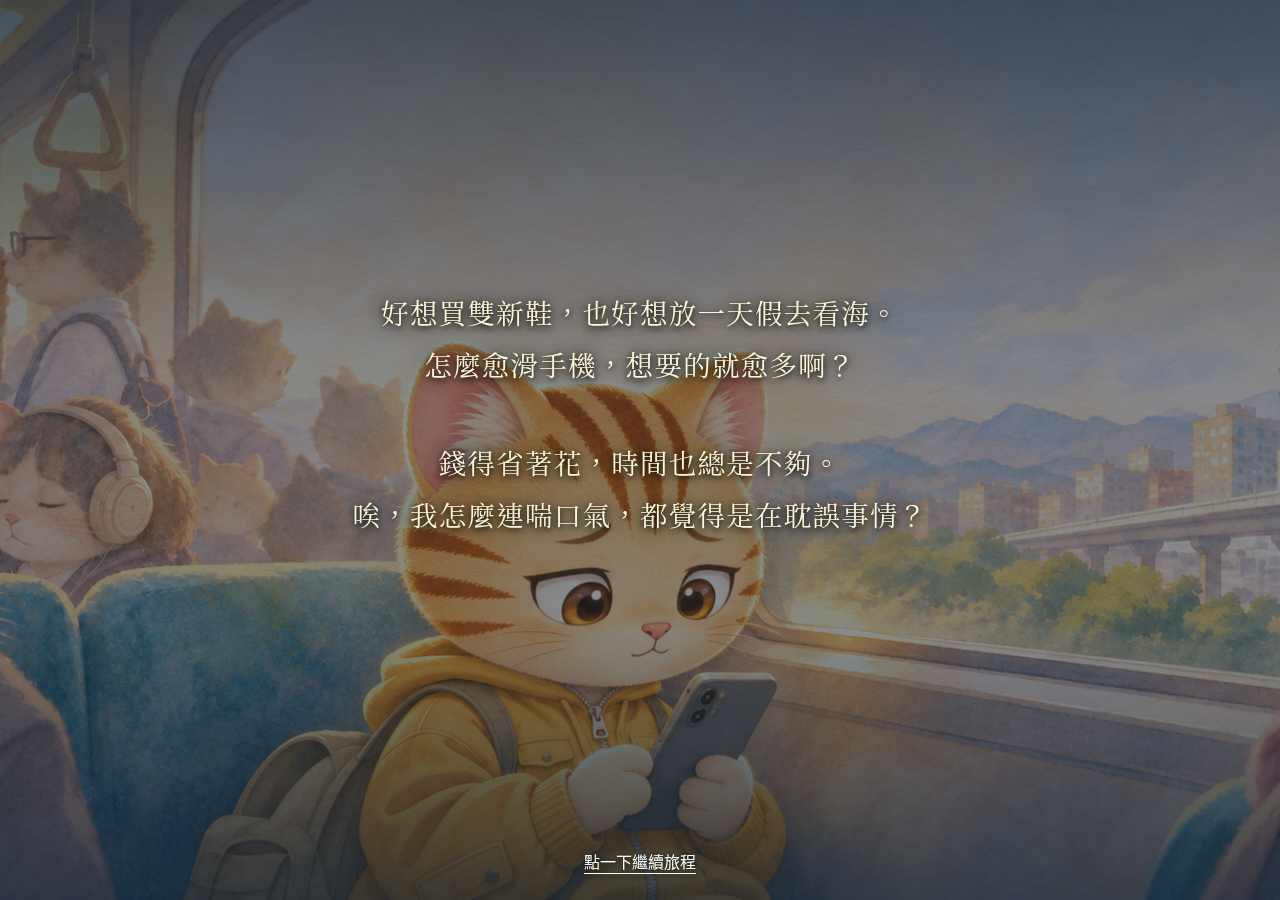 好想買雙新鞋，也好想放一天假去看海。
怎麼愈滑手機，想要的就愈多啊？
錢得省著花，時間也總是不夠。
唉，我怎麼連喘口氣，都覺得是在耽誤事情？
點一下繼續旅程